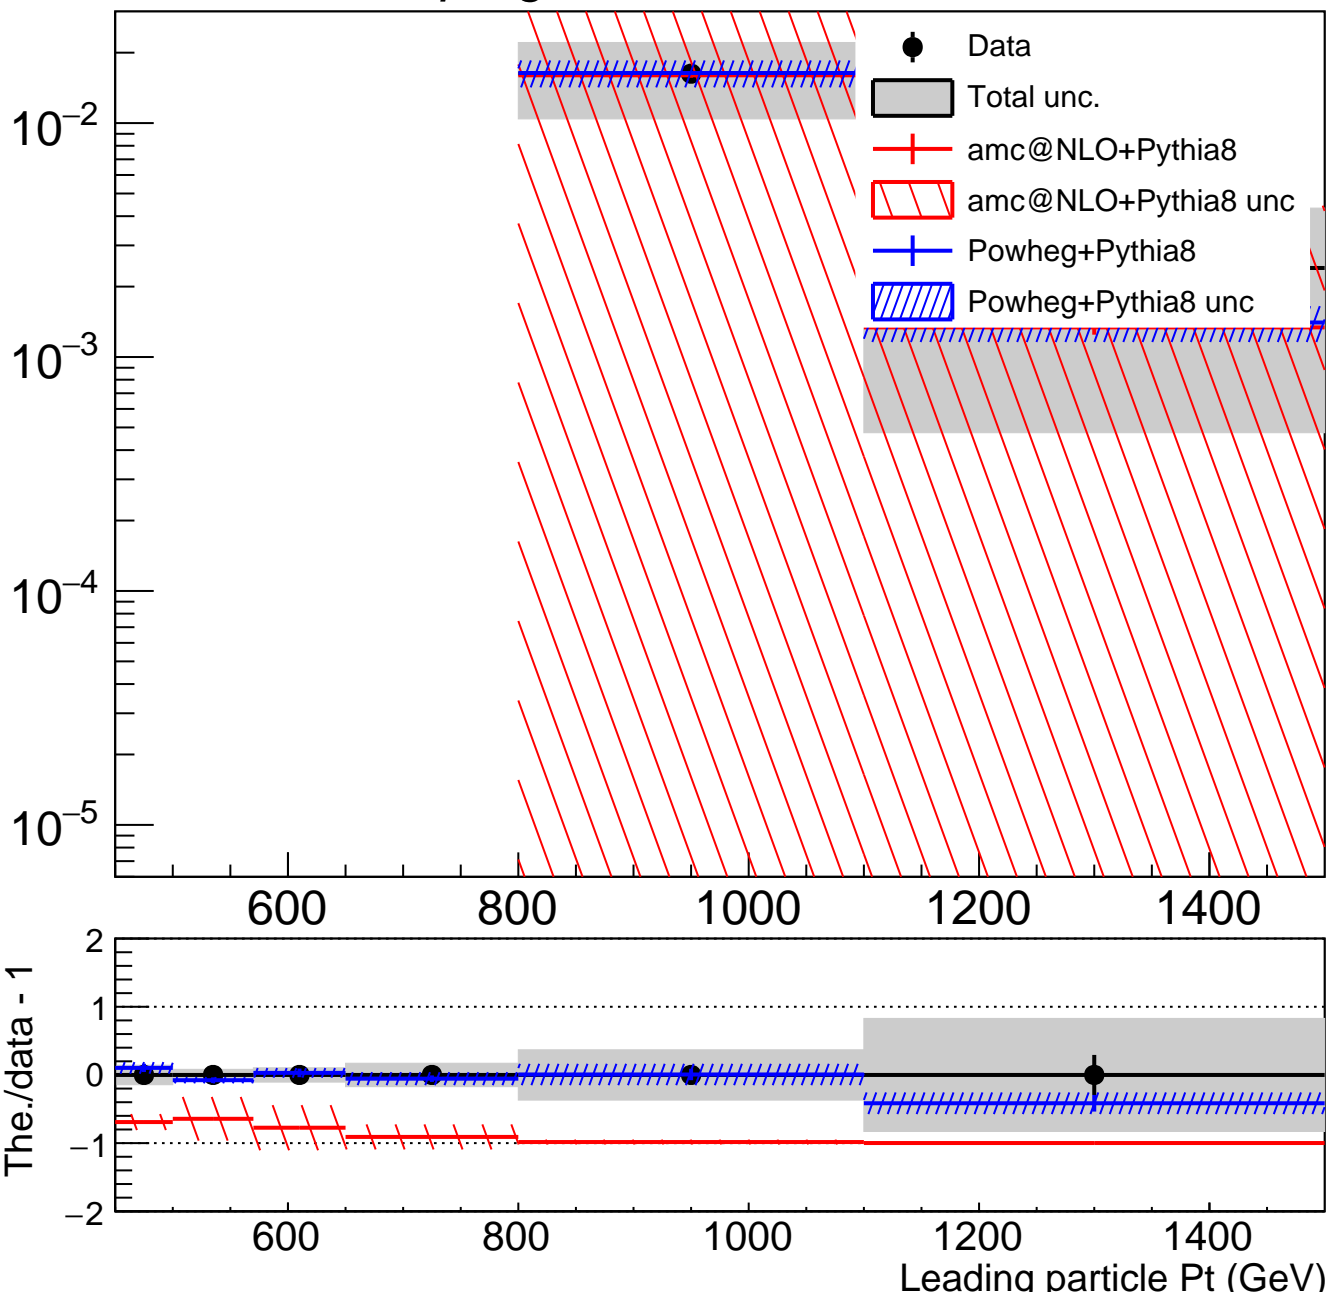 Data
Total unc.
amc@NLO+Pythia8
amc@NLO+Pythia8 unc
Powheg+Pythia8
Powheg+Pythia8 unc
10−2
10−3
10−4
10−5
600 800 1000 1200 1400
The./data - 1
2
1
0
−1
−2
600 800 1000 1200 1400
Leading particle Pt (GeV)